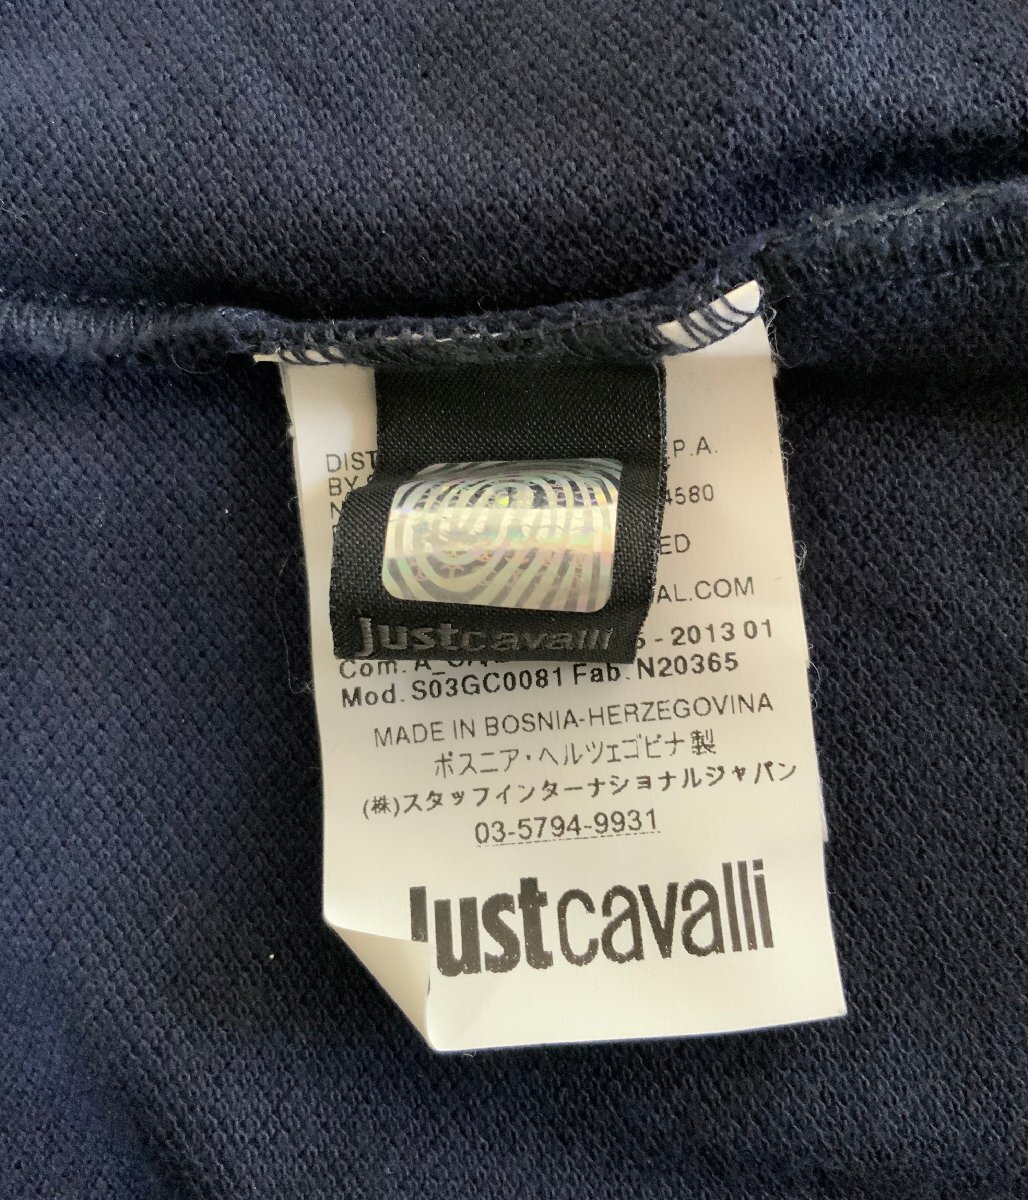 DIST P.A.
BY 4580
ED
AL.COM
justcavalli
Com. - 2013 01
Mod. S03GC0081 Fab. N20365
MADE IN BOSNIA-HERZEGOVINA
ボスニア・ヘルツェゴビナ製
(株)スタッフインターナショナルジャパン
03-5794-9931
justcavalli